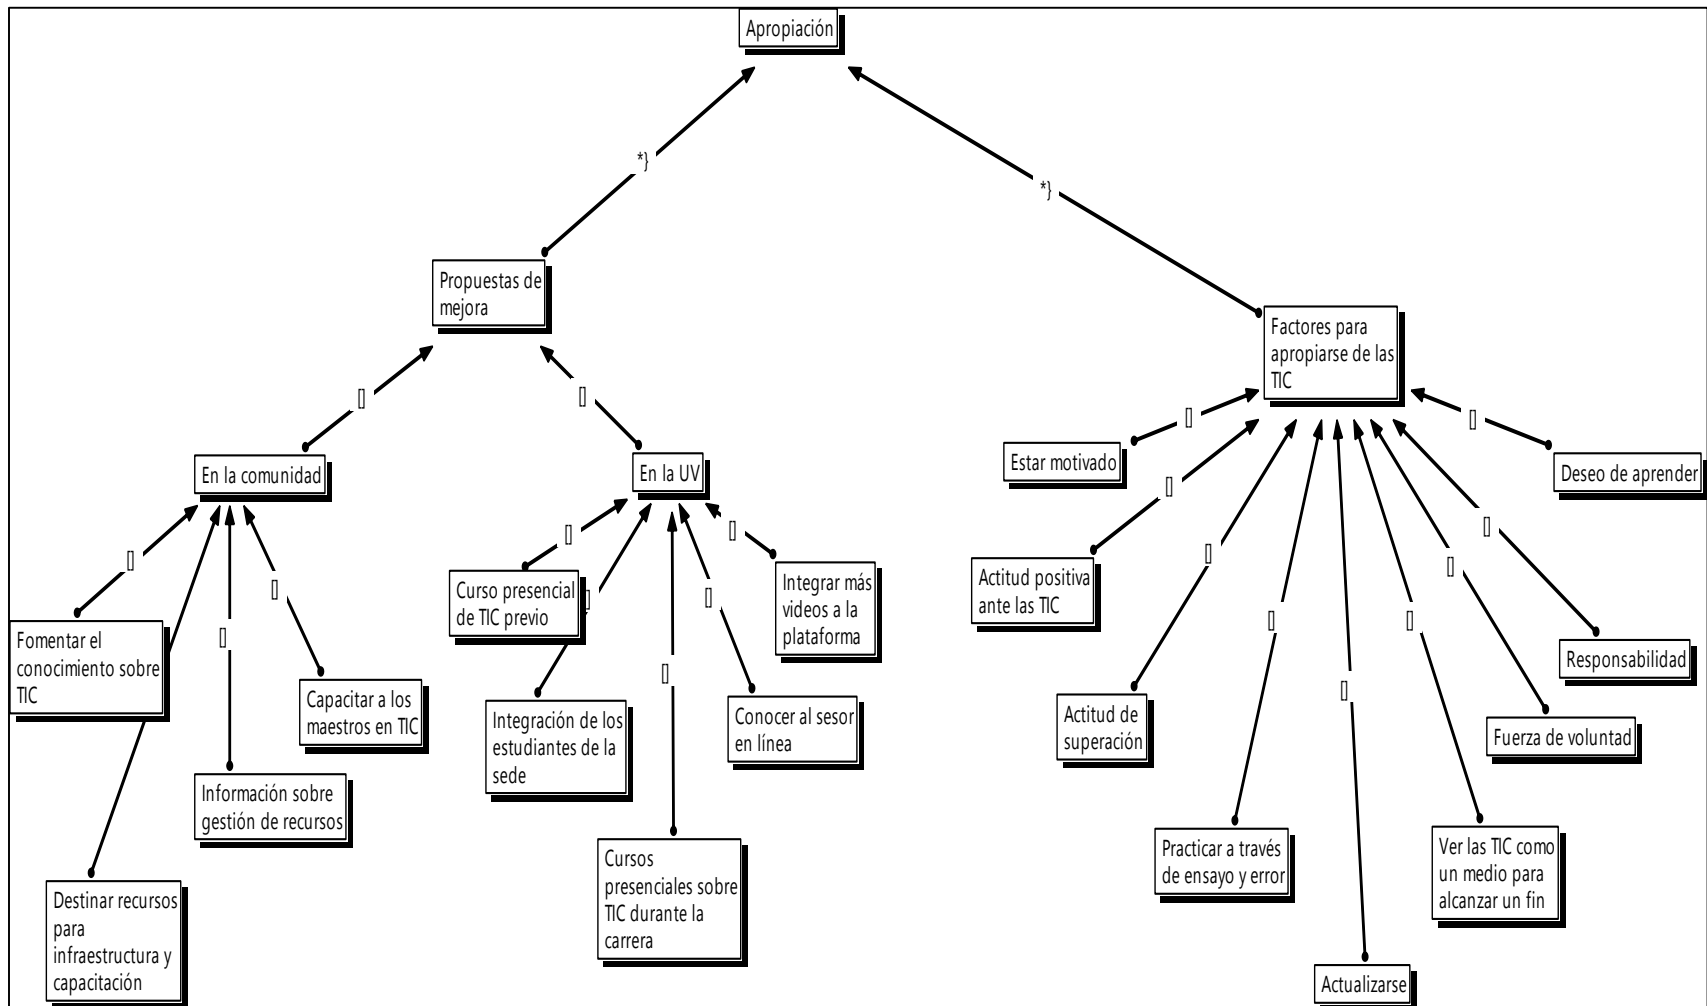 Apropiación
*}
*}
Propuestas de
mejora
Factores para
apropiarse de las
TIC
En la comunidad
En la UV
Estar motivado
Deseo de aprender
Fomentar el
conocimiento sobre
TIC
Capacitar a los
maestros en TIC
Información sobre
gestión de recursos
Destinar recursos
para
infraestructura y
capacitación
Curso presencial
de TIC previo
Integrar más
videos a la
plataforma
Integración de los
estudiantes de la
sede
Conocer al sesor
en línea
Cursos
presenciales sobre
TIC durante la
carrera
Actitud positiva
ante las TIC
Responsabilidad
Actitud de
superación
Fuerza de voluntad
Practicar a través
de ensayo y error
Ver las TIC como
un medio para
alcanzar un fin
Actualizarse